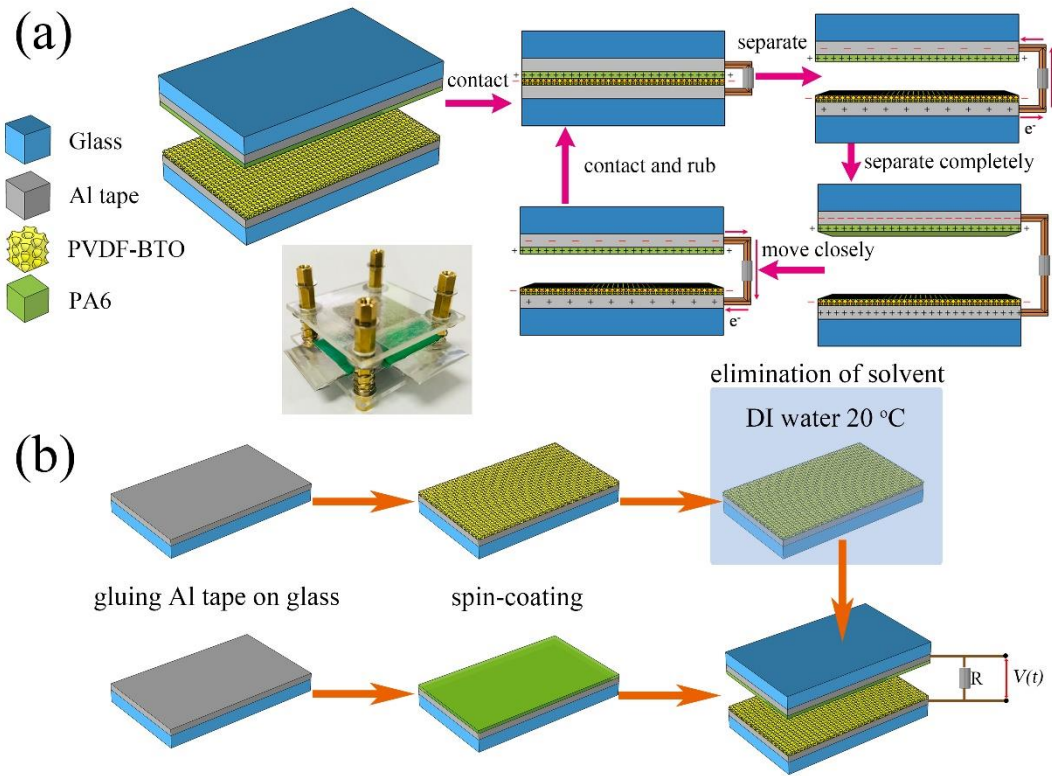 (a)
Glass
Al tape
PVDF-BTO
PA6
contact
separate
e-
separate completely
contact and rub
move closely
e-
(b)
elimination of solvent
DI water 20 °C
gluing Al tape on glass
spin-coating
R
V(t)